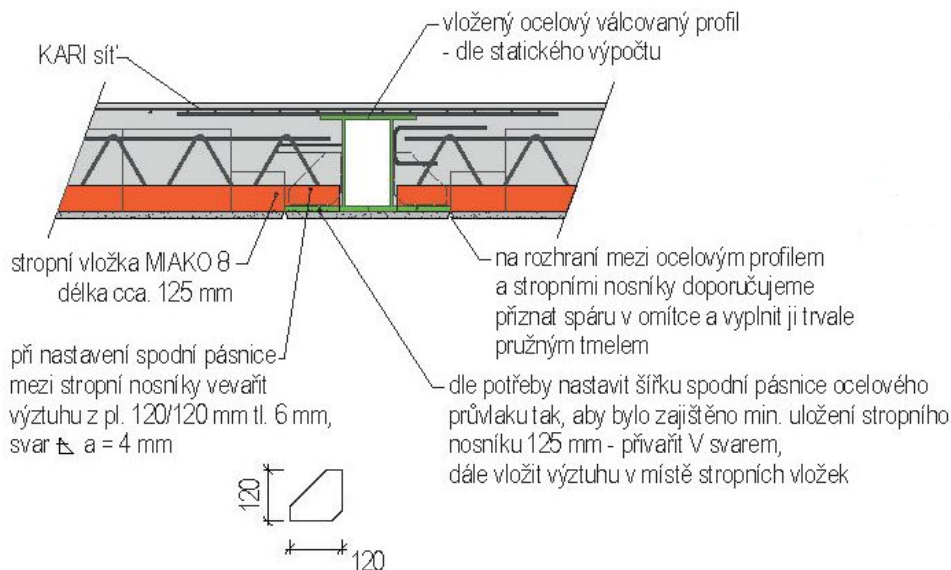 vložený ocelový válcovaný profil
- dle statického výpočtu
KARI síť
stropní vložka MIAKO 8
délka cca. 125 mm
na rozhraní mezi ocelovým profilem
a stropními nosníky doporučujeme
přiznat spáru v omítce a vyplnit ji trvale
pružným tmelem
při nastavení spodní pásnice
mezi stropní nosníky vevařit
výztuhu z pl. 120/120 mm tl. 6 mm,
svar a = 4 mm
dle potřeby nastavit šířku spodní pásnice ocelového
průvlaku tak, aby bylo zajištěno min. uložení stropního
nosníku 125 mm - přivařit V svarem,
dále vložit výztuhu v místě stropních vložek
120
120